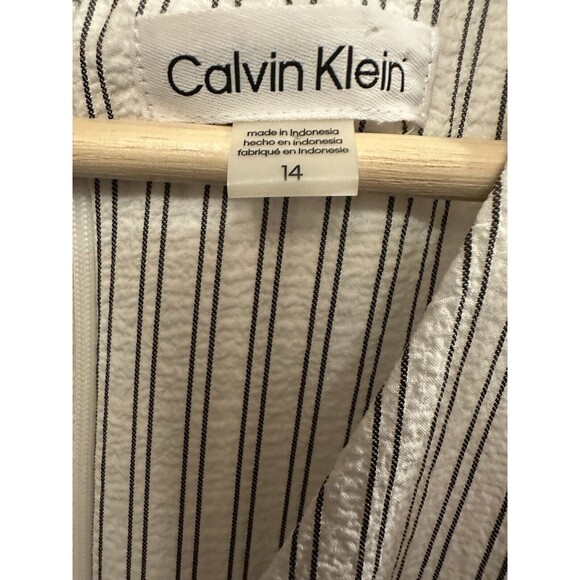 Calvin Klein
made in Indonesia
hecho en indonesia
fabriqué en Indonesie
14